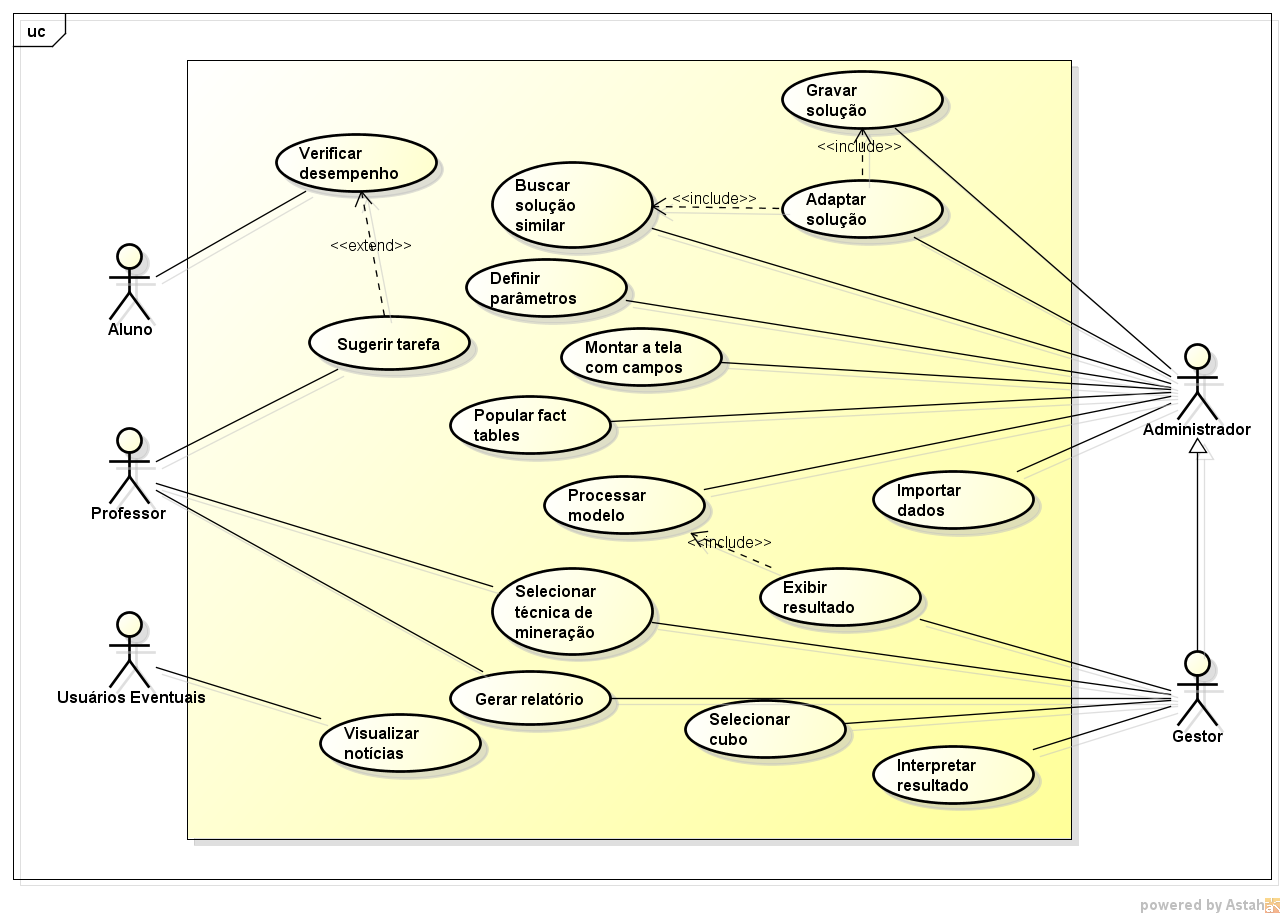 uc
Gravar
solução
<<include>>
Verificar
desempenho
Buscar
solução
similar
<<include>>
Adaptar
solução
<<extend>>
Definir
parâmetros
Aluno
Sugerir tarefa
Montar a tela
com campos
Popular fact
tables
Administrador
Professor
Processar
modelo
Importar
dados
<<include>>
Selecionar
técnica de
mineração
Exibir
resultado
Usuários Eventuais
Gerar relatório
Visualizar
notícias
Selecionar
cubo
Gestor
Interpretar
resultado
powered by Astah